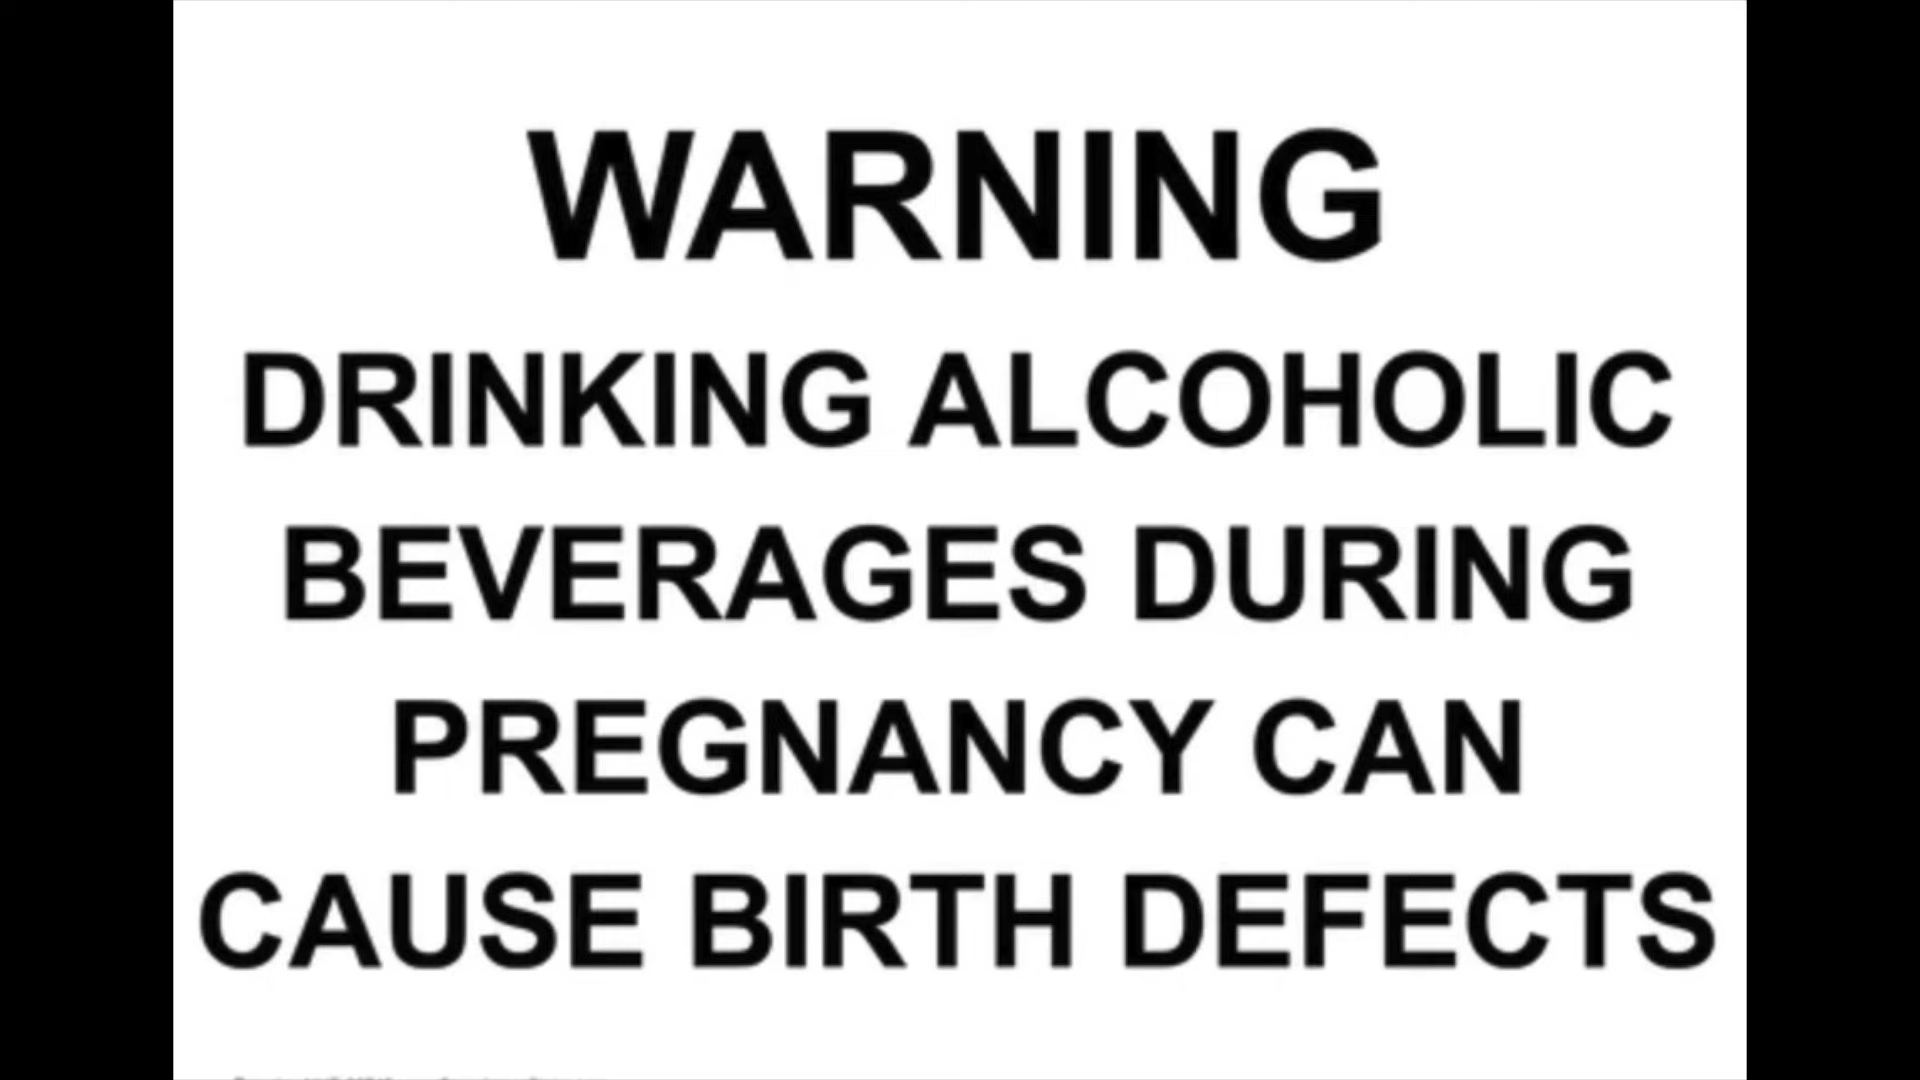 WARNING
DRINKING ALCOHOLIC
BEVERAGES DURING
PREGNANCY CAN
CAUSE BIRTH DEFECTS